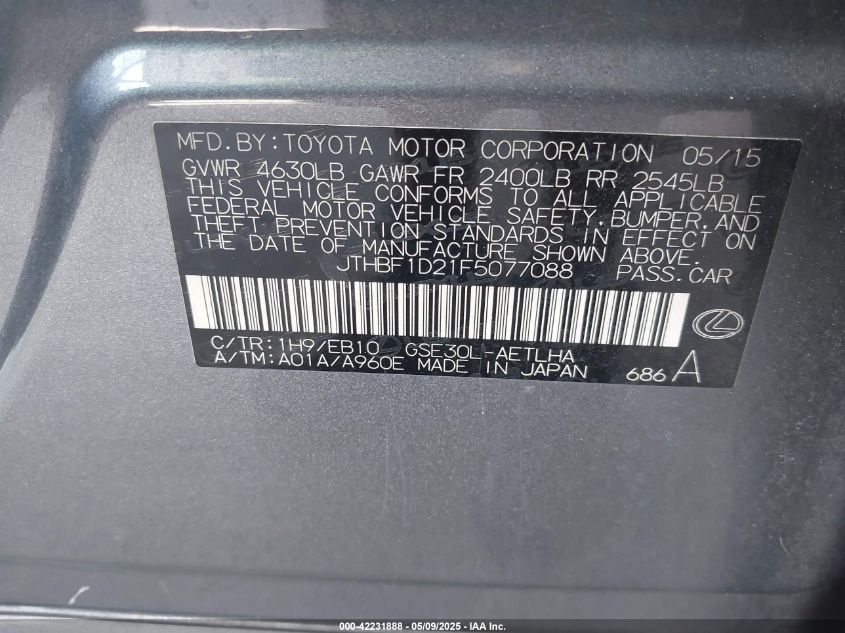 MFD.BY:TOYOTA MOTOR CORPORATION 05/15
GVWR 4630LB GAWR FR 2400LB RR 2545LB
THIS VEHICLE CONFORMS TO ALL APPLICABLE
FEDERAL MOTOR VEHICLE SAFETY,BUMPER,AND
THEFT PREVENTION STANDARDS IN EFFECT ON
THE DATE OF MANUFACTURE SHOWN ABOVE.
JTHBF1D21F5077088 PASS.CAR
C/TR:1H9/EB10 GSE30L-AETLHA
A/TM:A01A/A960E MADE IN JAPAN 686 A
000-42231888 - 05/09/2025 - IAA Inc.